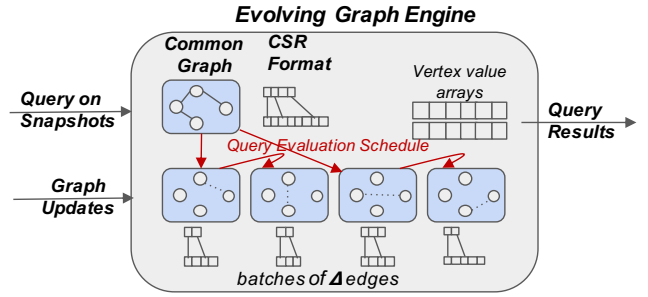 Evolving Graph Engine
Common
Graph
CSR
Format
Vertex value
arrays
Query on
Snapshots
Query
Results
Query Evaluation Schedule
Graph
Updates
batches of Δ edges